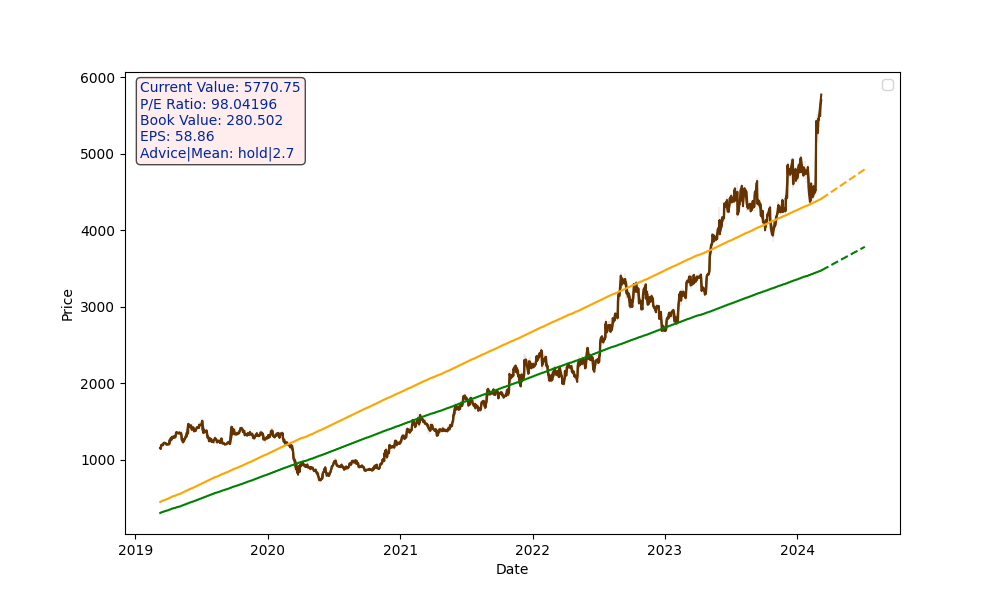 Current Value: 5770.75
P/E Ratio: 98.04196
Book Value: 280.502
EPS: 58.86
Advice|Mean: hold|2.7
6000
5000
4000
3000
2000
1000
Price
2019 2020 2021 2022 2023 2024
Date